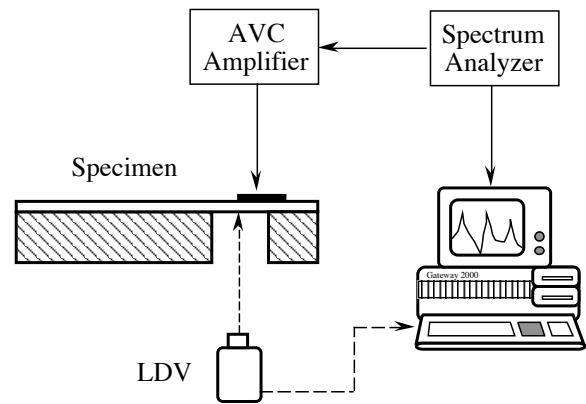 AVC
Amplifier
Spectrum
Analyzer
Specimen
Gateway 2000
LDV